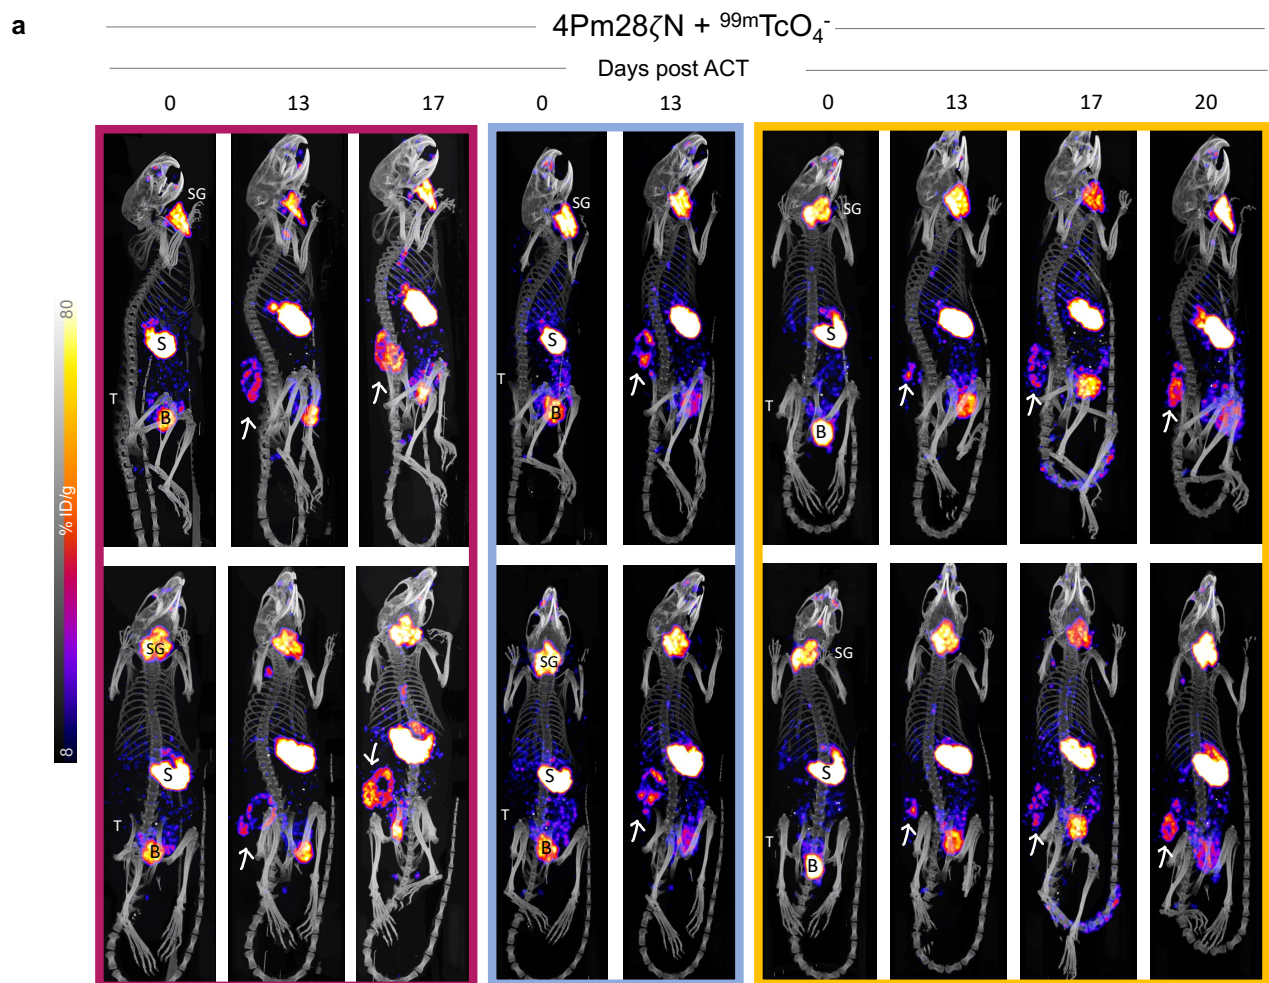 a
4Pm28ζN + ⁹⁹ᵐTcO₄⁻
Days post ACT
0 13 17 0 13 0 13 17 20
SG SG SG
S S S
T T T
B B B
80
% ID/g
8
SG SG SG
S S S
T T T
B B B